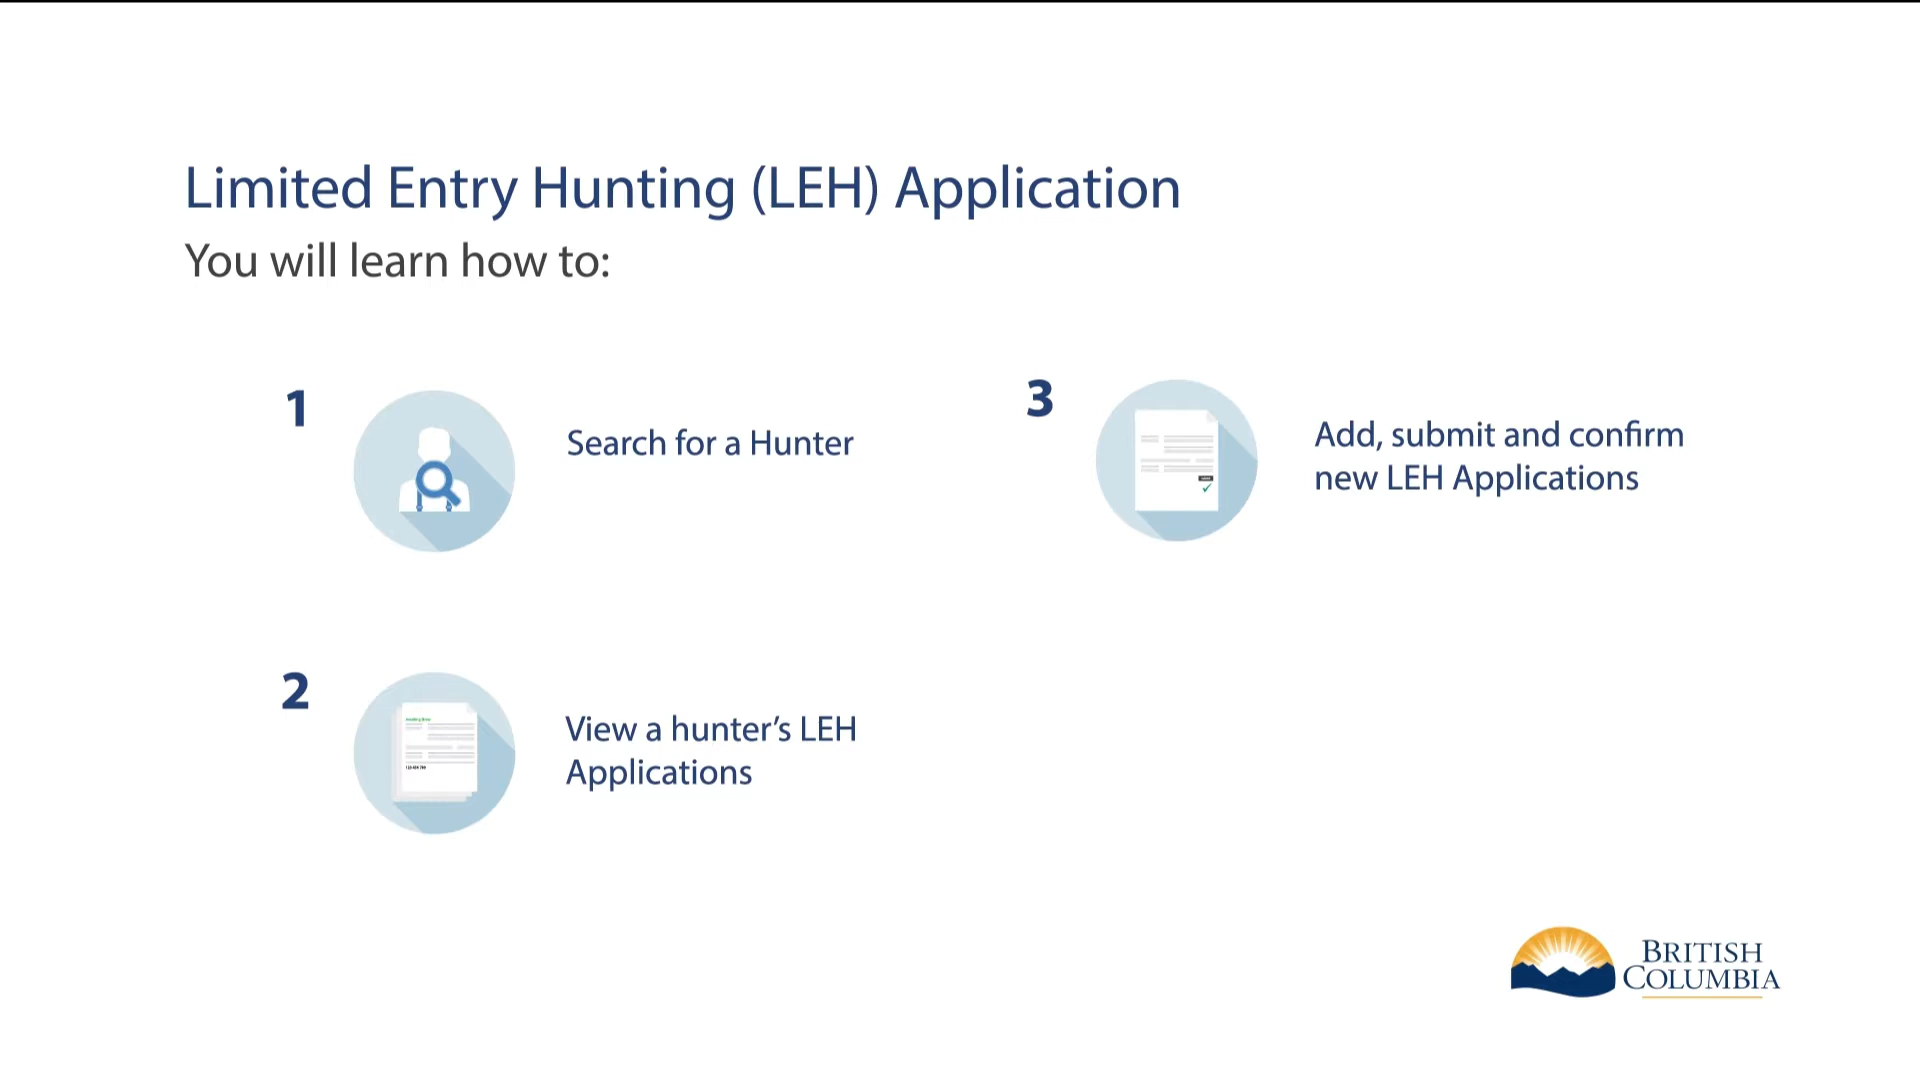 Limited Entry Hunting (LEH) Application
You will learn how to:
1
Search for a Hunter
2
View a hunter’s LEH
Applications
3
Add, submit and confirm
new LEH Applications
BRITISH
COLUMBIA